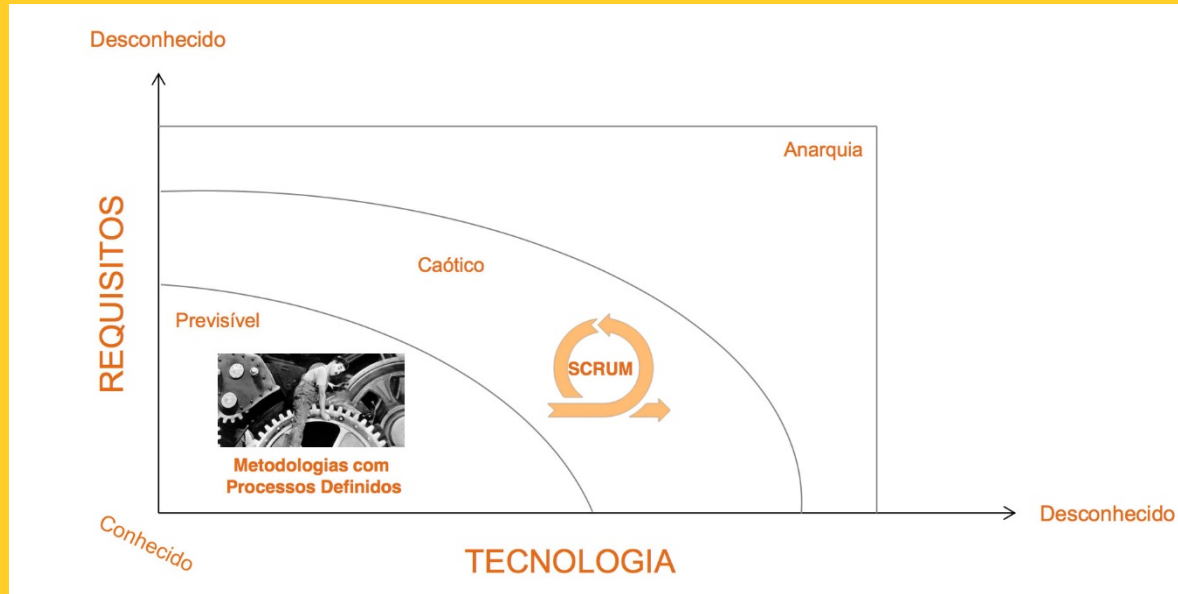 Desconhecido
Anarquia
REQUISITOS
Caótico
Previsível
SCRUM
Metodologias com
Processos Definidos
Conhecido
Desconhecido
TECNOLOGIA